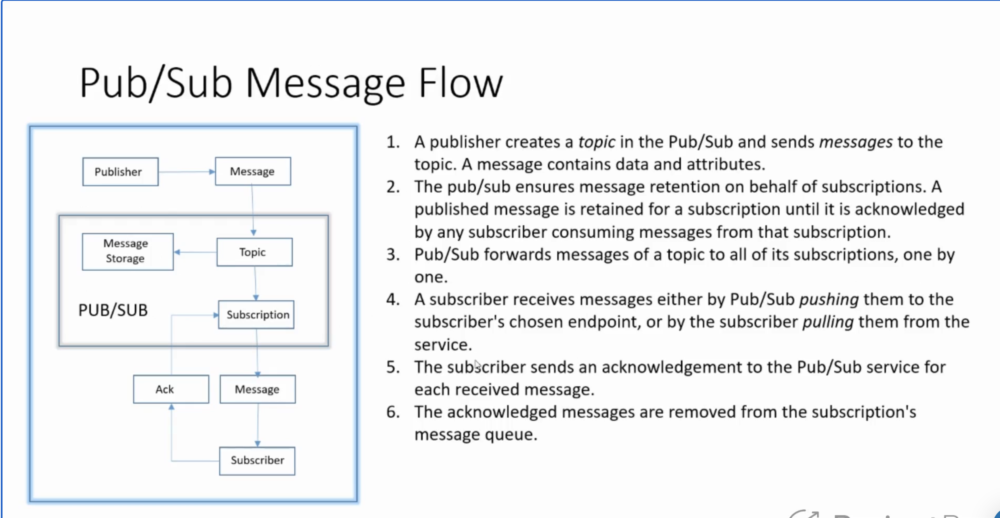 Pub/Sub Message Flow
Publisher
Message
Message
Storage
Topic
PUB/SUB
Subscription
Ack
Message
Subscriber
1. A publisher creates a topic in the Pub/Sub and sends messages to the
topic. A message contains data and attributes.
2. The pub/sub ensures message retention on behalf of subscriptions. A
published message is retained for a subscription until it is acknowledged
by any subscriber consuming messages from that subscription.
3. Pub/Sub forwards messages of a topic to all of its subscriptions, one by
one.
4. A subscriber receives messages either by Pub/Sub pushing them to the
subscriber's chosen endpoint, or by the subscriber pulling them from the
service.
5. The subscriber sends an acknowledgement to the Pub/Sub service for
each received message.
6. The acknowledged messages are removed from the subscription's
message queue.